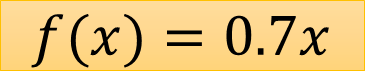 f(x) = 0.7x